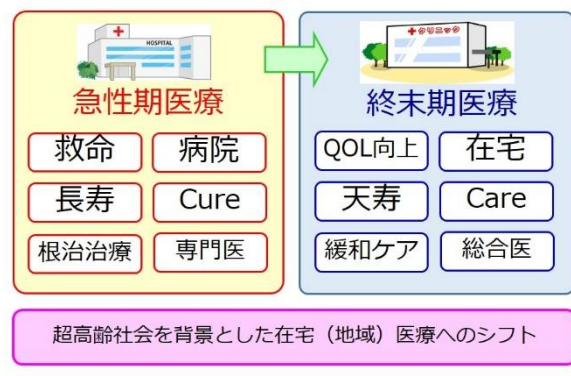 HOSPITAL
クリニック
急性期医療
終末期医療
救命
病院
QOL向上
在宅
長寿
Cure
天寿
Care
根治治療
専門医
緩和ケア
総合医
超高齢社会を背景とした在宅（地域）医療へのシフト